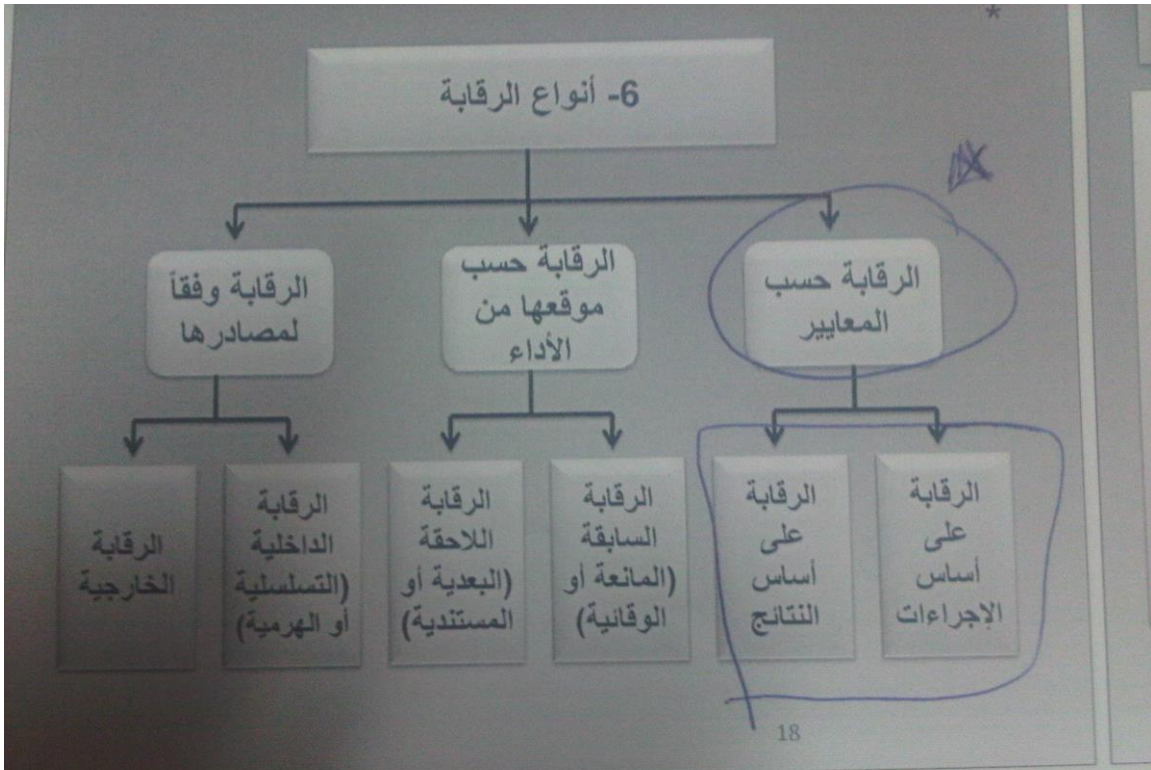 *
6- أنواع الرقابة
الرقابة حسب
المعايير
الرقابة حسب
موقعها من
الأداء
الرقابة وفقاً
لمصادرها
الرقابة
على
أساس
الإجراءات
الرقابة
على
أساس
النتائج
الرقابة
السابقة
(المانعة أو
الوقائية)
الرقابة
اللاحقة
(البعدية أو
المستندية)
الرقابة
الداخلية
(التسلسلية
أو الهرمية)
الرقابة
الخارجية
18